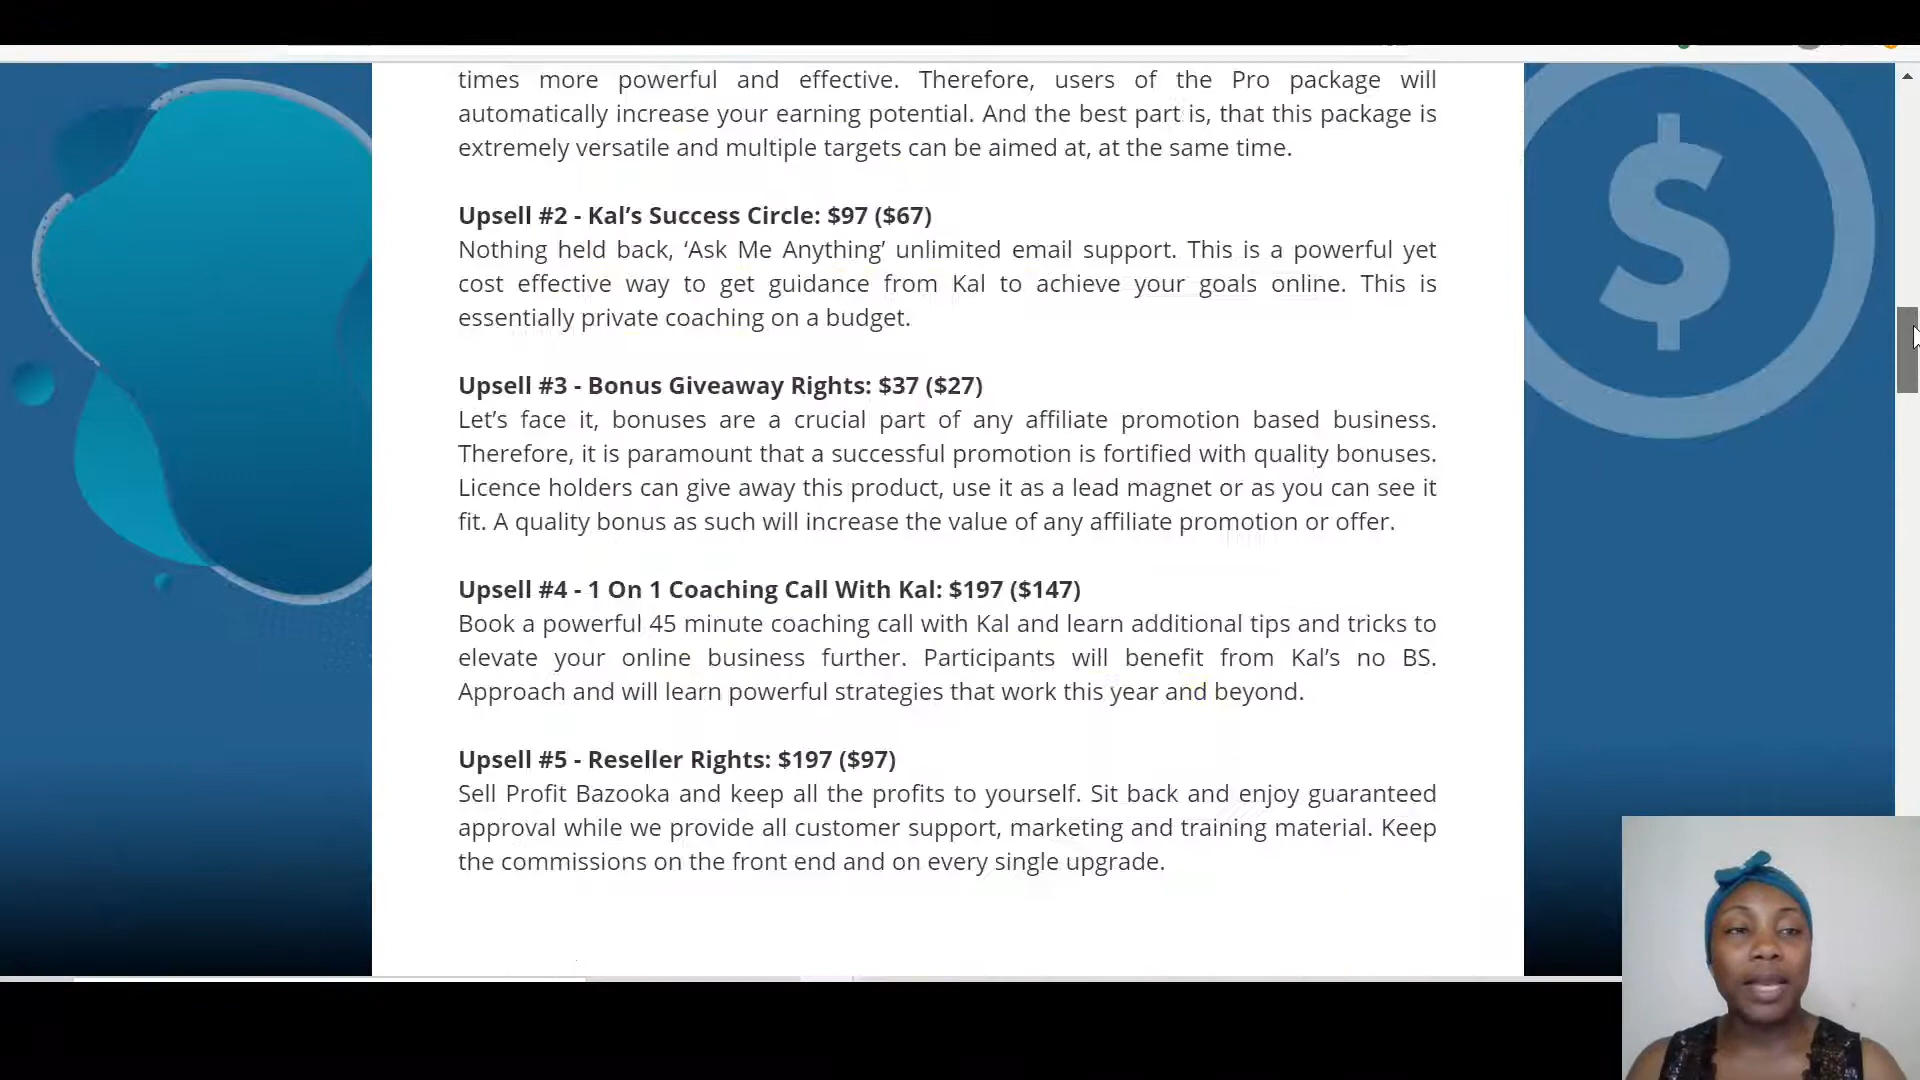 times more powerful and effective. Therefore, users of the Pro package will
automatically increase your earning potential. And the best part is, that this package is
extremely versatile and multiple targets can be aimed at, at the same time.
Upsell #2 - Kal’s Success Circle: $97 ($67)
Nothing held back, ‘Ask Me Anything’ unlimited email support. This is a powerful yet
cost effective way to get guidance from Kal to achieve your goals online. This is
essentially private coaching on a budget.
Upsell #3 - Bonus Giveaway Rights: $37 ($27)
Let’s face it, bonuses are a crucial part of any affiliate promotion based business.
Therefore, it is paramount that a successful promotion is fortified with quality bonuses.
Licence holders can give away this product, use it as a lead magnet or as you can see it
fit. A quality bonus as such will increase the value of any affiliate promotion or offer.
Upsell #4 - 1 On 1 Coaching Call With Kal: $197 ($147)
Book a powerful 45 minute coaching call with Kal and learn additional tips and tricks to
elevate your online business further. Participants will benefit from Kal’s no BS.
Approach and will learn powerful strategies that work this year and beyond.
Upsell #5 - Reseller Rights: $197 ($97)
Sell Profit Bazooka and keep all the profits to yourself. Sit back and enjoy guaranteed
approval while we provide all customer support, marketing and training material. Keep
the commissions on the front end and on every single upgrade.
$